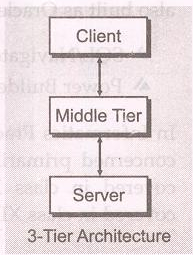 Client
Middle Tier
Server
3-Tier Architecture